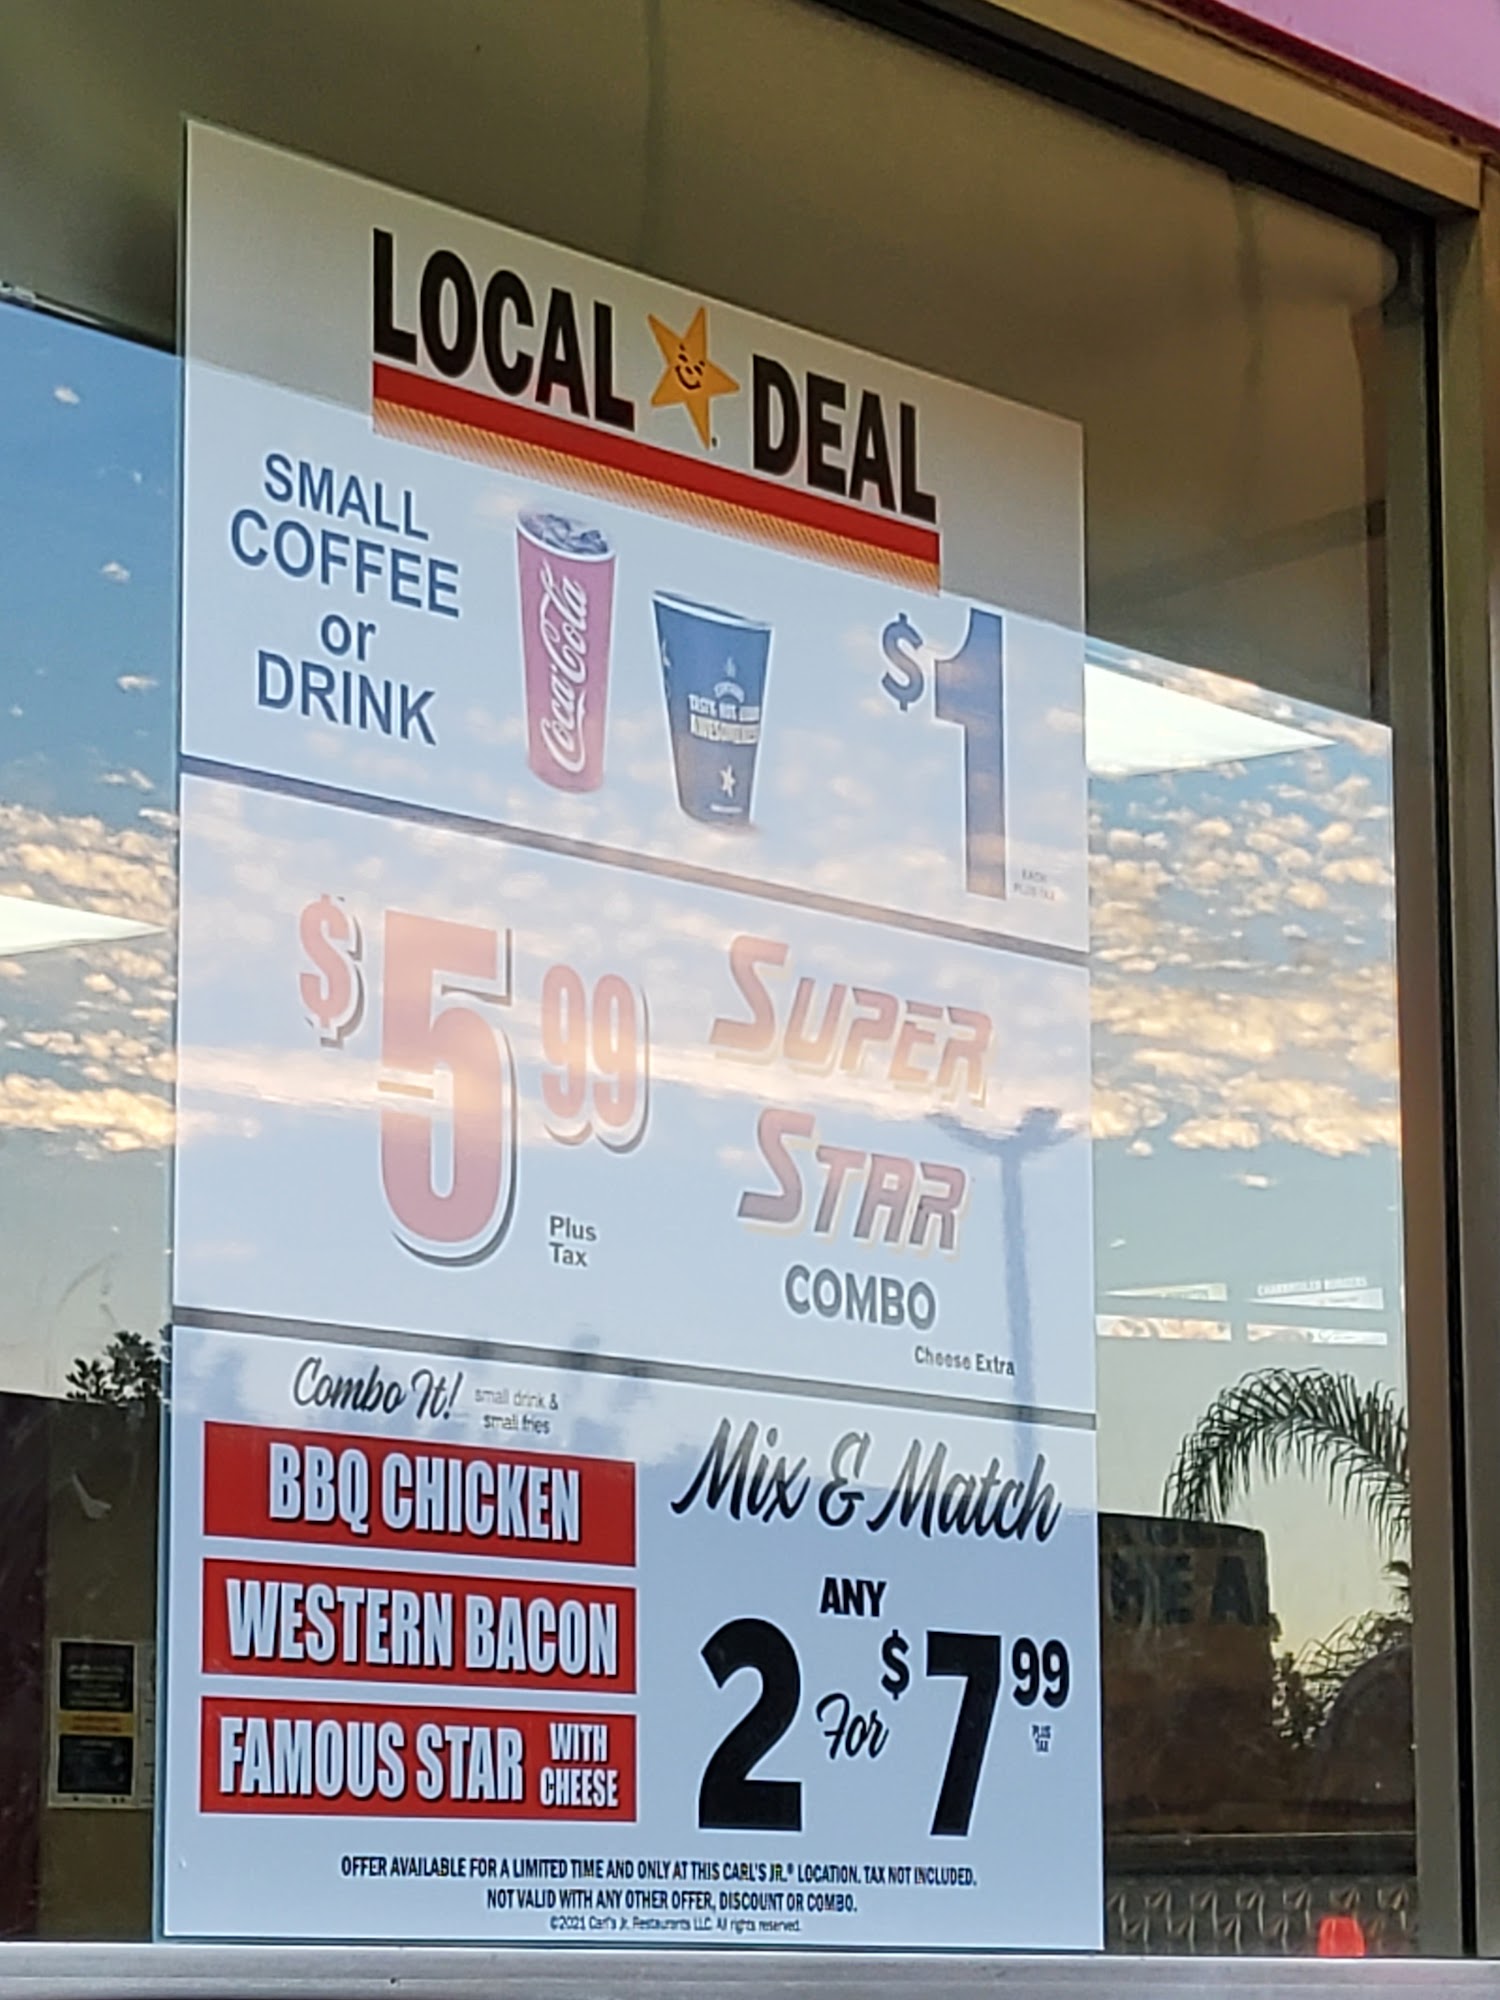 LOCAL DEAL
SMALL
COFFEE
or
DRINK
Coca-Cola
$1
EACH
PLUS TAX
$5.99
Plus
Tax
SUPER
STAR
COMBO
Cheese Extra
Combo It! small drink &
small fries
BBQ CHICKEN
WESTERN BACON
FAMOUS STAR WITH
CHEESE
Mix & Match
ANY
2 For $7.99
PLUS
TAX
OFFER AVAILABLE FOR A LIMITED TIME AND ONLY AT THIS CARL'S JR.® LOCATION. TAX NOT INCLUDED.
NOT VALID WITH ANY OTHER OFFER, DISCOUNT OR COMBO.
©2021 Carl's Jr. Restaurants LLC. All rights reserved.
CHARBROILED BURGERS